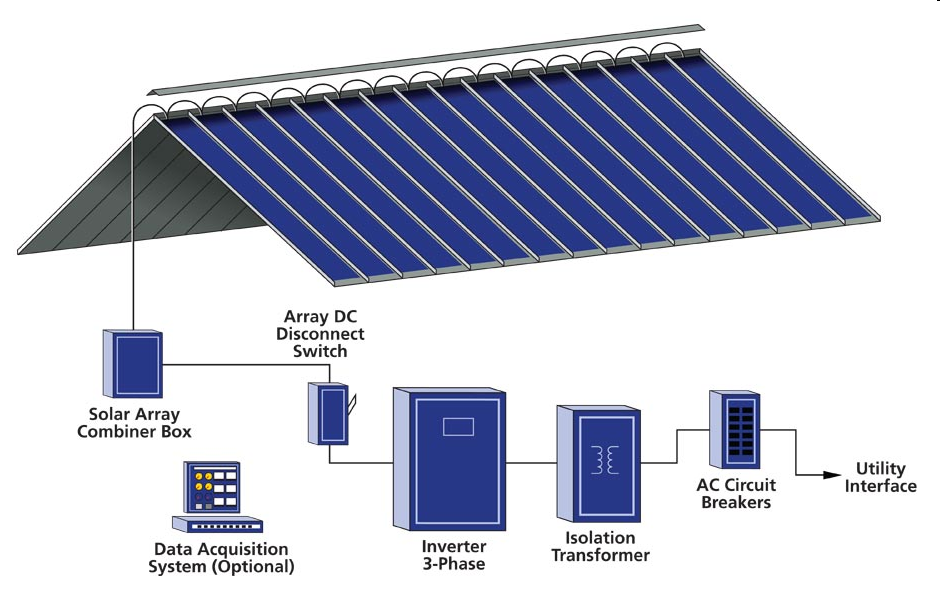 Array DC
Disconnect
Switch
Solar Array
Combiner Box
Utility
Interface
AC Circuit
Breakers
Data Acquisition
System (Optional)
Inverter
3-Phase
Isolation
Transformer